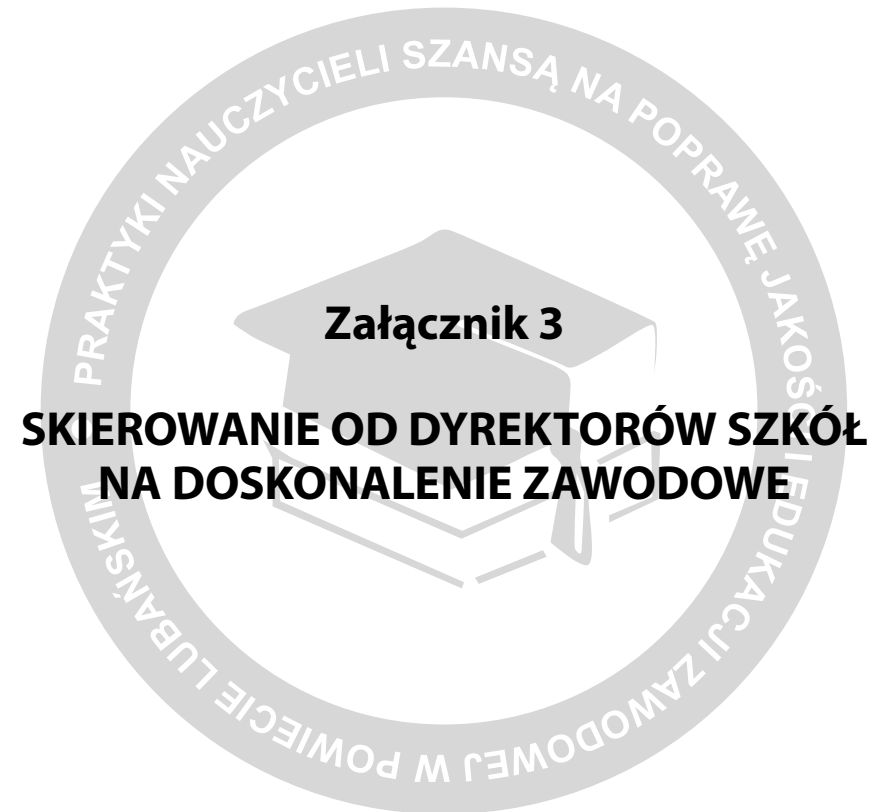 PRAKTYKI NAUCZYCIELI SZANSĄ NA POPRAWĘ JAKOŚCI EDUKACJI ZAWODOWEJ W POWIECIE LUBAŃSKIM
Załącznik 3
SKIEROWANIE OD DYREKTORÓW SZKÓŁ
NA DOSKONALENIE ZAWODOWE